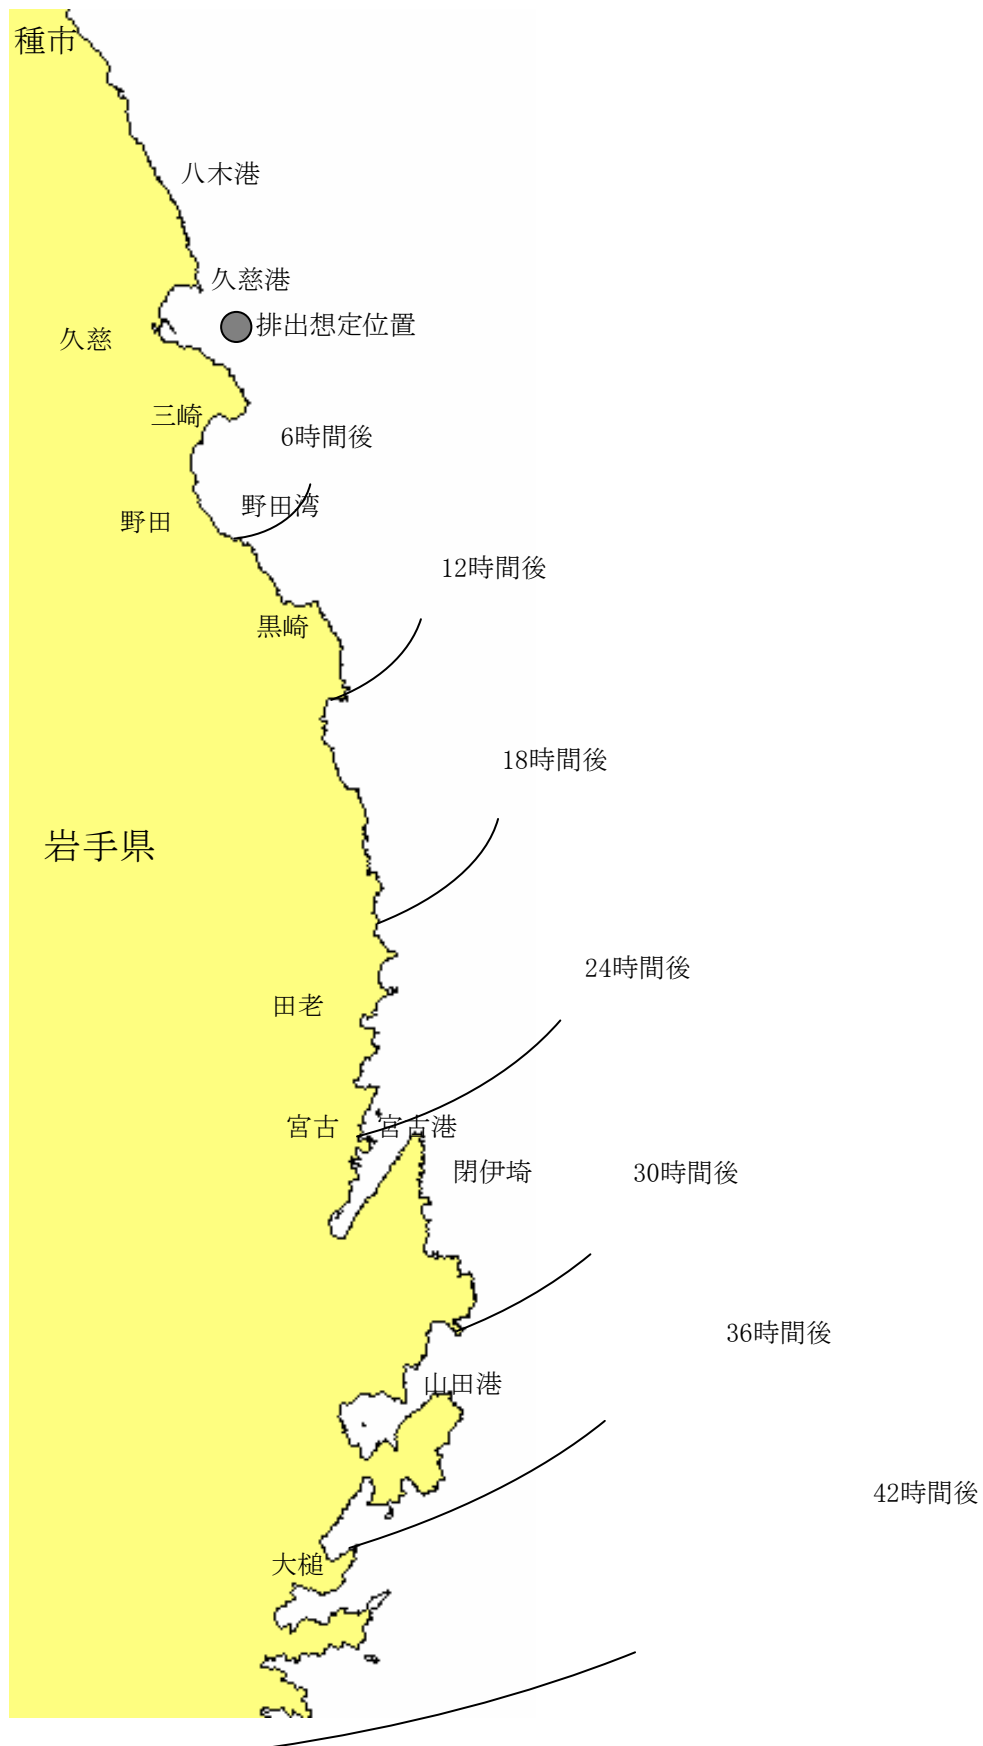 種市
八木港
久慈港
排出想定位置
久慈
三崎
6時間後
野田湾
野田
12時間後
黒崎
18時間後
岩手県
24時間後
田老
宮古
宮古港
閉伊埼
30時間後
36時間後
山田港
42時間後
大槌